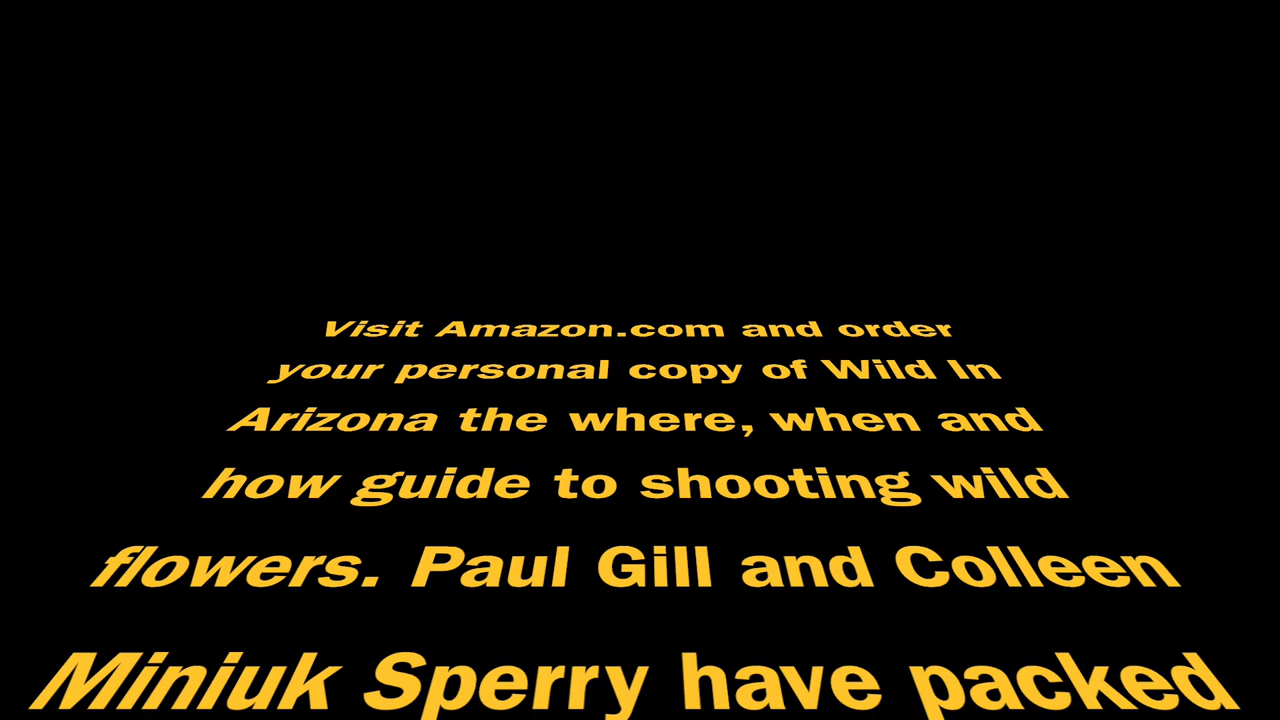 Visit Amazon.com and order
your personal copy of Wild In
Arizona the where, when and
how guide to shooting wild
flowers. Paul Gill and Colleen
Miniuk Sperry have packed